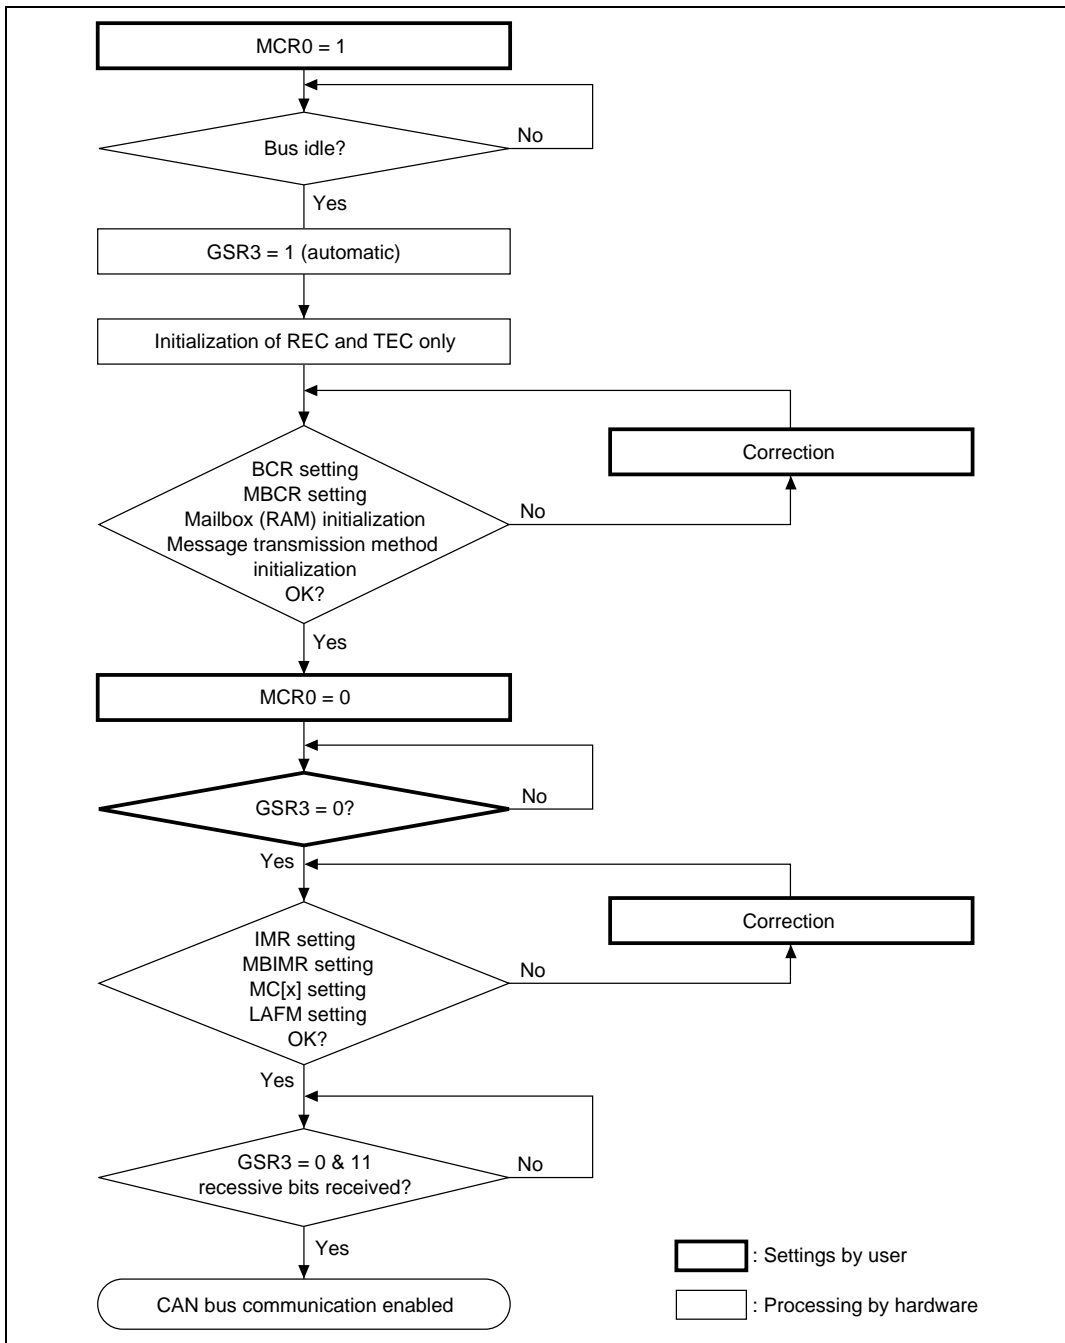 MCR0 = 1
Bus idle?
No
Yes
GSR3 = 1 (automatic)
Initialization of REC and TEC only
BCR setting
MBCR setting
Mailbox (RAM) initialization
Message transmission method
initialization
OK?
No
Correction
Yes
MCR0 = 0
GSR3 = 0?
No
Yes
IMR setting
MBIMR setting
MC[x] setting
LAFM setting
OK?
No
Correction
Yes
GSR3 = 0 & 11
recessive bits received?
No
Yes
CAN bus communication enabled
: Settings by user
: Processing by hardware